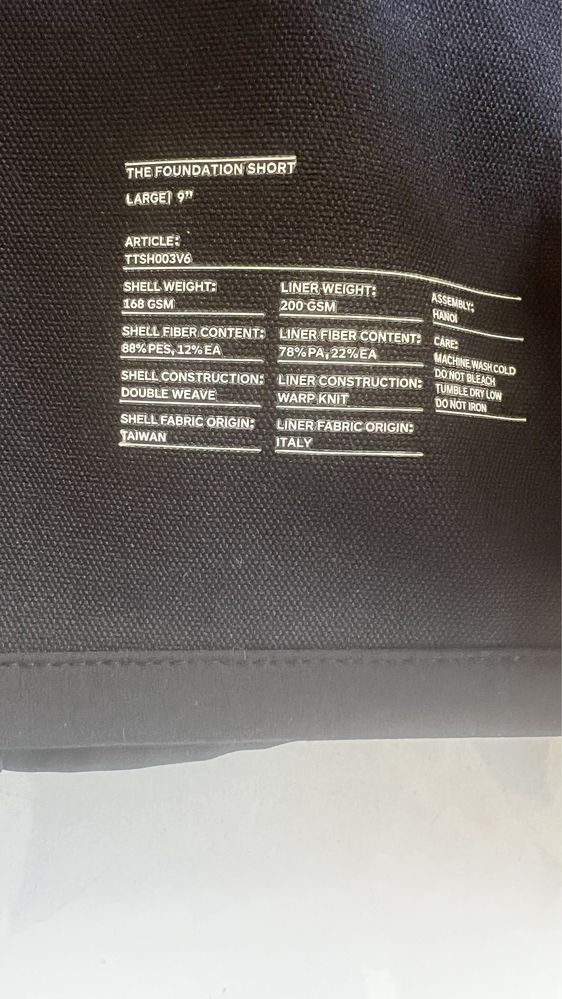 THE FOUNDATION SHORT
LARGE| 9"
ARTICLE:
TTSH003V6
SHELL WEIGHT:
168 GSM
SHELL FIBER CONTENT:
88% PES, 12% EA
SHELL CONSTRUCTION:
DOUBLE WEAVE
SHELL FABRIC ORIGIN:
TAIWAN
LINER WEIGHT:
200 GSM
LINER FIBER CONTENT:
78% PA, 22% EA
LINER CONSTRUCTION:
WARP KNIT
LINER FABRIC ORIGIN:
ITALY
ASSEMBLY:
HANOI
CARE:
MACHINE WASH COLD
DO NOT BLEACH
TUMBLE DRY LOW
DO NOT IRON